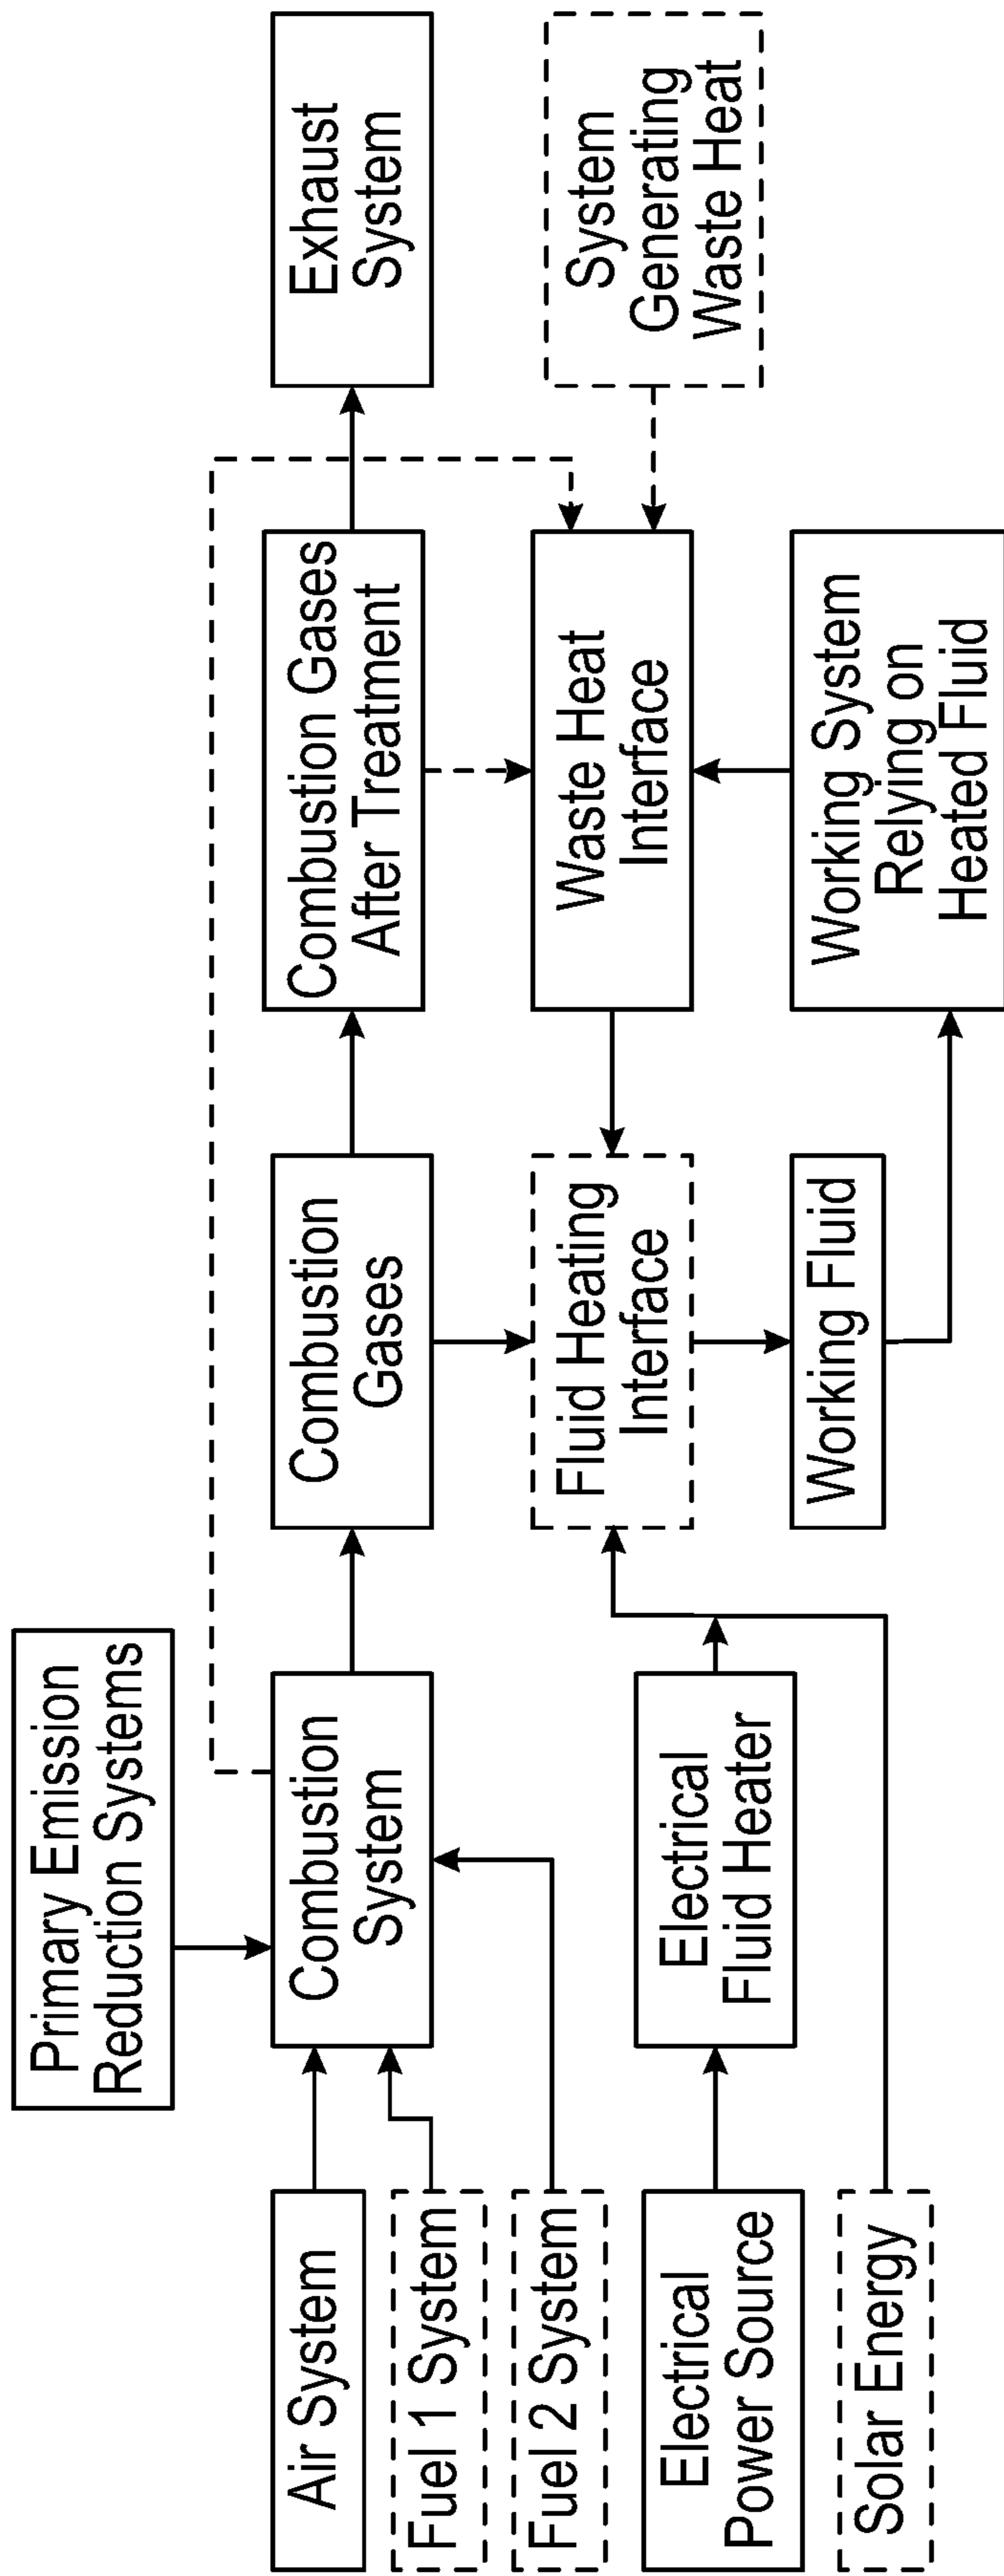 Primary Emission
Reduction Systems
Air System
Fuel 1 System
Fuel 2 System
Combustion
System
Combustion
Gases
Combustion Gases
After Treatment
Exhaust
System
Electrical
Power Source
Electrical
Fluid Heater
Fluid Heating
Interface
Waste Heat
Interface
System
Generating
Waste Heat
Solar Energy
Working Fluid
Working System
Relying on
Heated Fluid